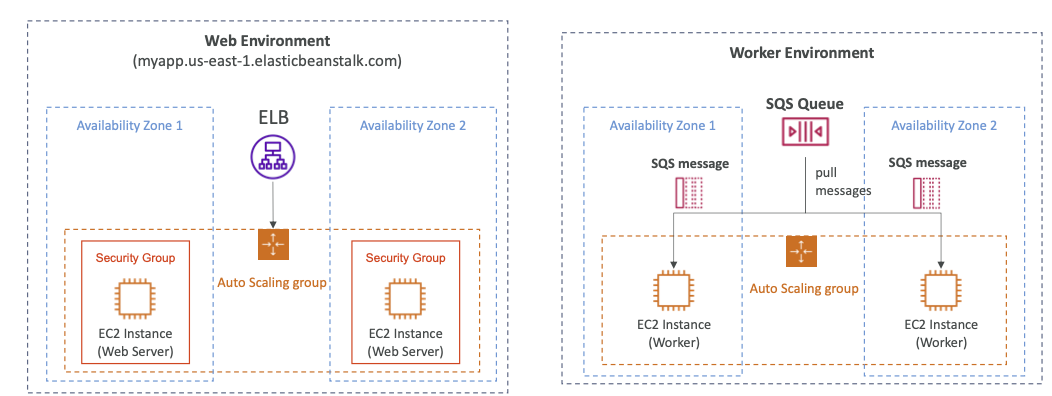 Web Environment
(myapp.us-east-1.elasticbeanstalk.com)
Availability Zone 1
ELB
Availability Zone 2
Security Group
EC2 Instance
(Web Server)
Auto Scaling group
Security Group
EC2 Instance
(Web Server)
Worker Environment
SQS Queue
Availability Zone 1
Availability Zone 2
SQS message
pull
messages
SQS message
Auto Scaling group
EC2 Instance
(Worker)
EC2 Instance
(Worker)